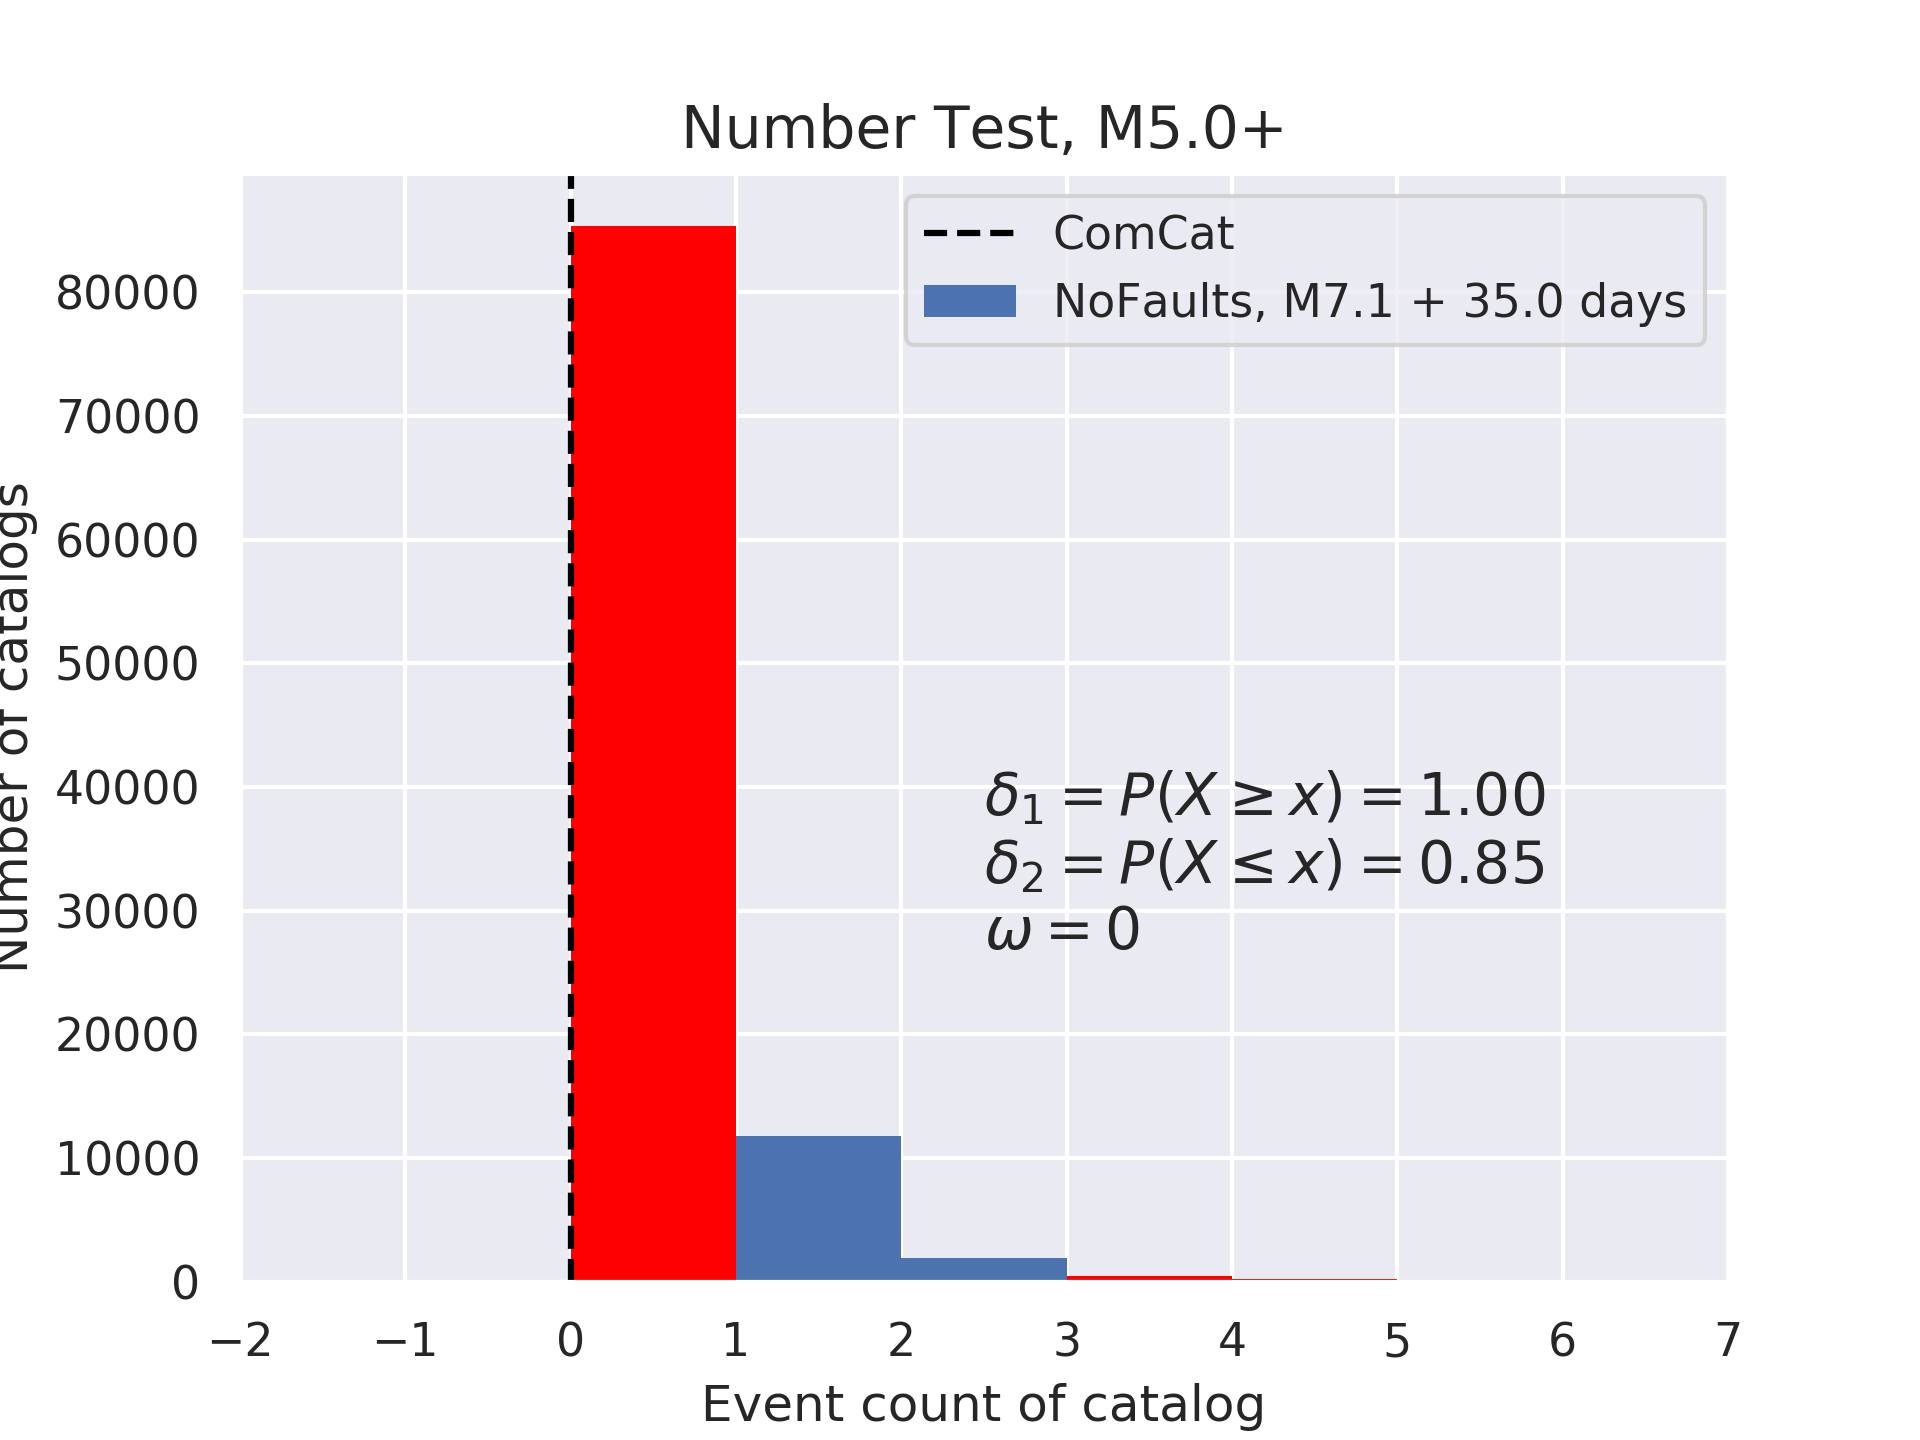 Number Test, M5.0+
ComCat
NoFaults, M7.1 + 35.0 days
80000
70000
60000
50000
40000
30000
20000
10000
0
Number of catalogs
δ₁ = P(X ≥ x) = 1.00
δ₂ = P(X ≤ x) = 0.85
ω = 0
−2 −1 0 1 2 3 4 5 6 7
Event count of catalog